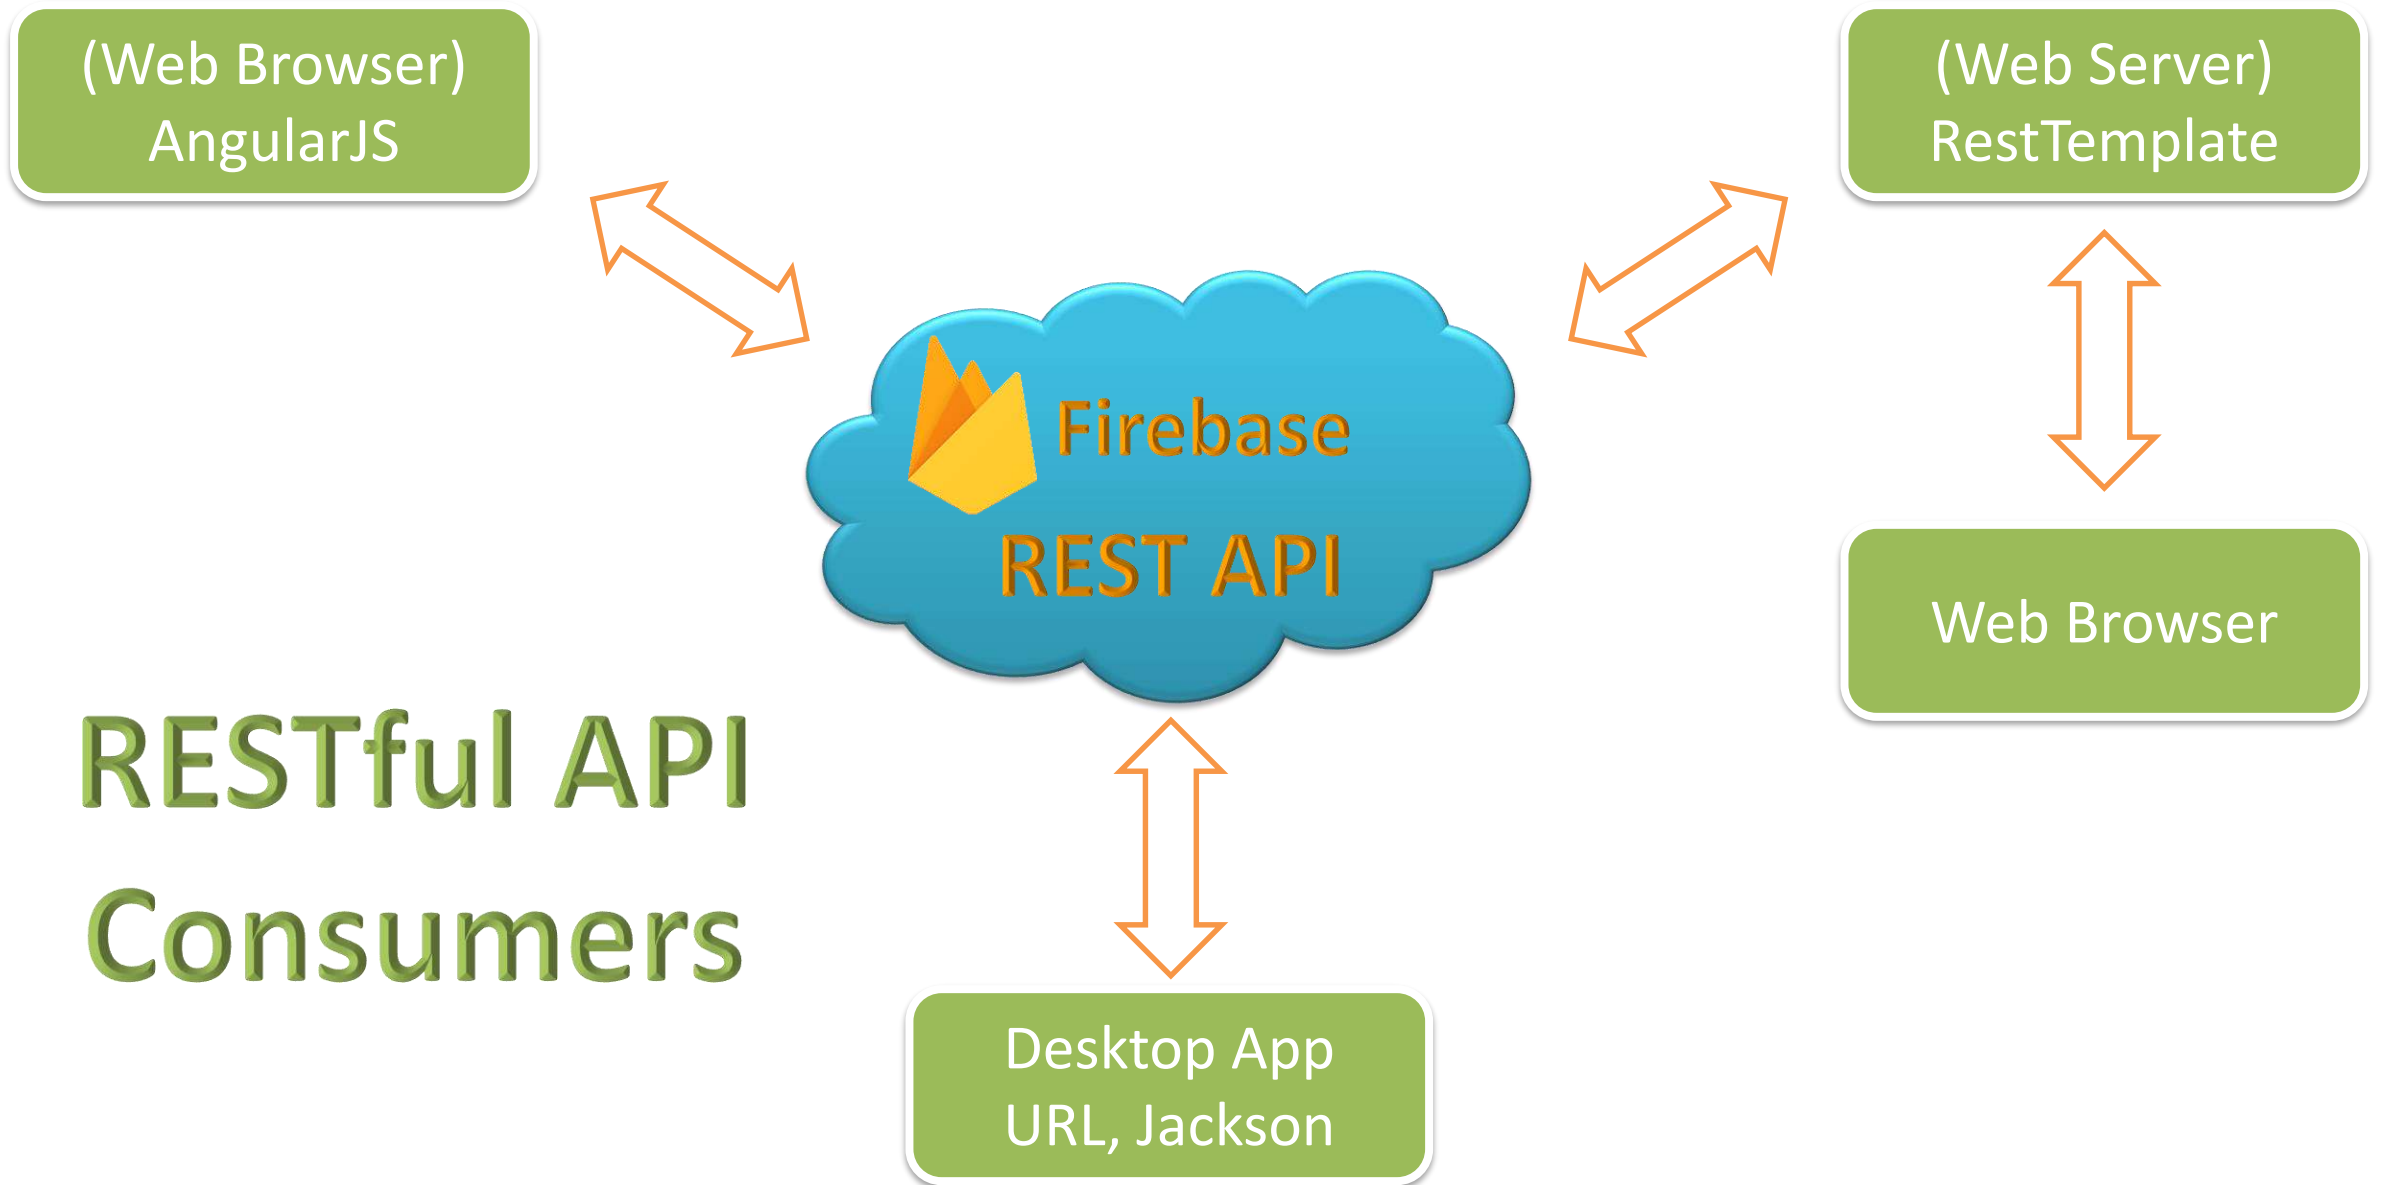 (Web Browser)
AngularJS
(Web Server)
RestTemplate
Firebase
REST API
Web Browser
RESTful API
Consumers
Desktop App
URL, Jackson